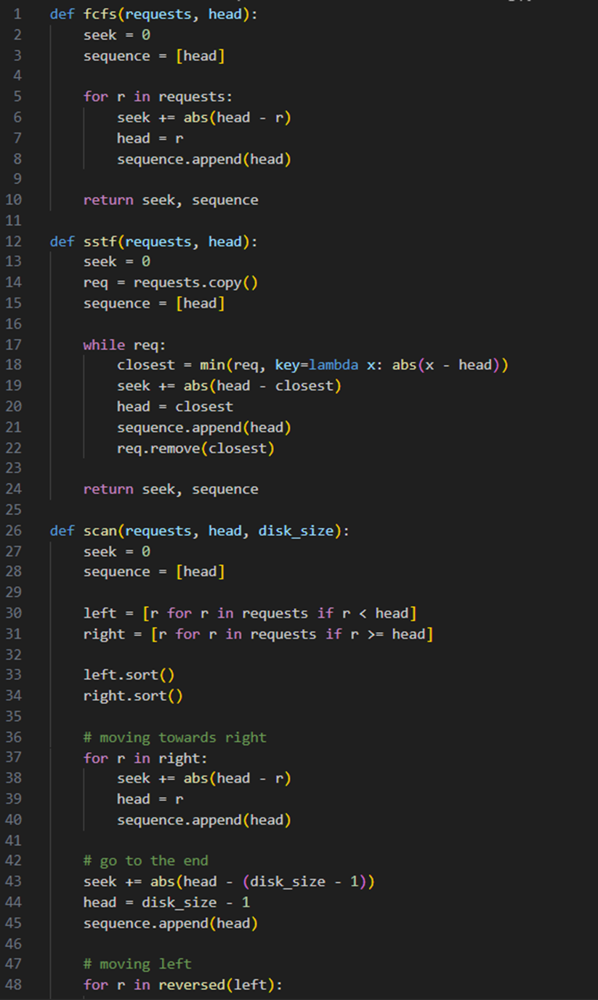 1 def fcfs(requests, head):
2     seek = 0
3     sequence = [head]
4
5     for r in requests:
6         seek += abs(head - r)
7         head = r
8         sequence.append(head)
9
10     return seek, sequence
11
12 def sstf(requests, head):
13     seek = 0
14     req = requests.copy()
15     sequence = [head]
16
17     while req:
18         closest = min(req, key=lambda x: abs(x - head))
19         seek += abs(head - closest)
20         head = closest
21         sequence.append(head)
22         req.remove(closest)
23
24     return seek, sequence
25
26 def scan(requests, head, disk_size):
27     seek = 0
28     sequence = [head]
29
30     left = [r for r in requests if r < head]
31     right = [r for r in requests if r >= head]
32
33     left.sort()
34     right.sort()
35
36     # moving towards right
37     for r in right:
38         seek += abs(head - r)
39         head = r
40         sequence.append(head)
41
42     # go to the end
43     seek += abs(head - (disk_size - 1))
44     head = disk_size - 1
45     sequence.append(head)
46
47     # moving left
48     for r in reversed(left):